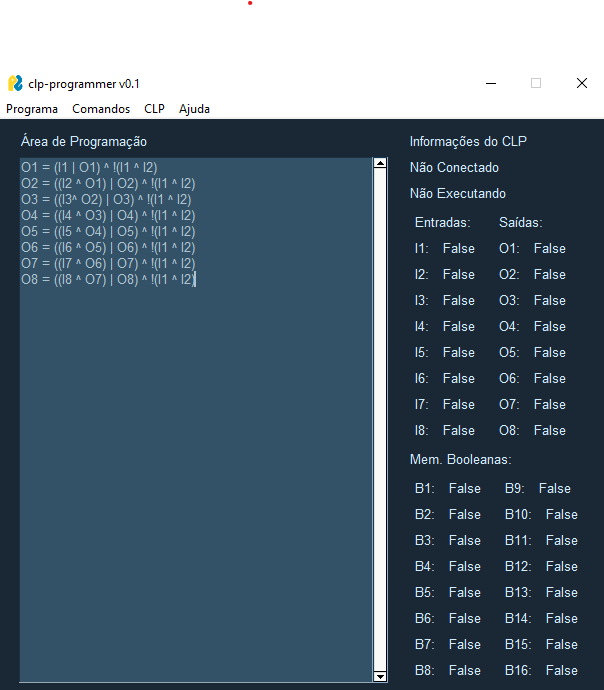 clp-programmer v0.1
Programa Comandos CLP Ajuda
Área de Programação
O1 = (I1 | O1) ^ !(I1 ^ I2)
O2 = ((I2 ^ O1) | O2) ^ !(I1 ^ I2)
O3 = ((I3^ O2) | O3) ^ !(I1 ^ I2)
O4 = ((I4 ^ O3) | O4) ^ !(I1 ^ I2)
O5 = ((I5 ^ O4) | O5) ^ !(I1 ^ I2)
O6 = ((I6 ^ O5) | O6) ^ !(I1 ^ I2)
O7 = ((I7 ^ O6) | O7) ^ !(I1 ^ I2)
O8 = ((I8 ^ O7) | O8) ^ !(I1 ^ I2)
Informações do CLP
Não Conectado
Não Executando
Entradas: Saídas:
I1: False O1: False
I2: False O2: False
I3: False O3: False
I4: False O4: False
I5: False O5: False
I6: False O6: False
I7: False O7: False
I8: False O8: False
Mem. Booleanas:
B1: False B9: False
B2: False B10: False
B3: False B11: False
B4: False B12: False
B5: False B13: False
B6: False B14: False
B7: False B15: False
B8: False B16: False